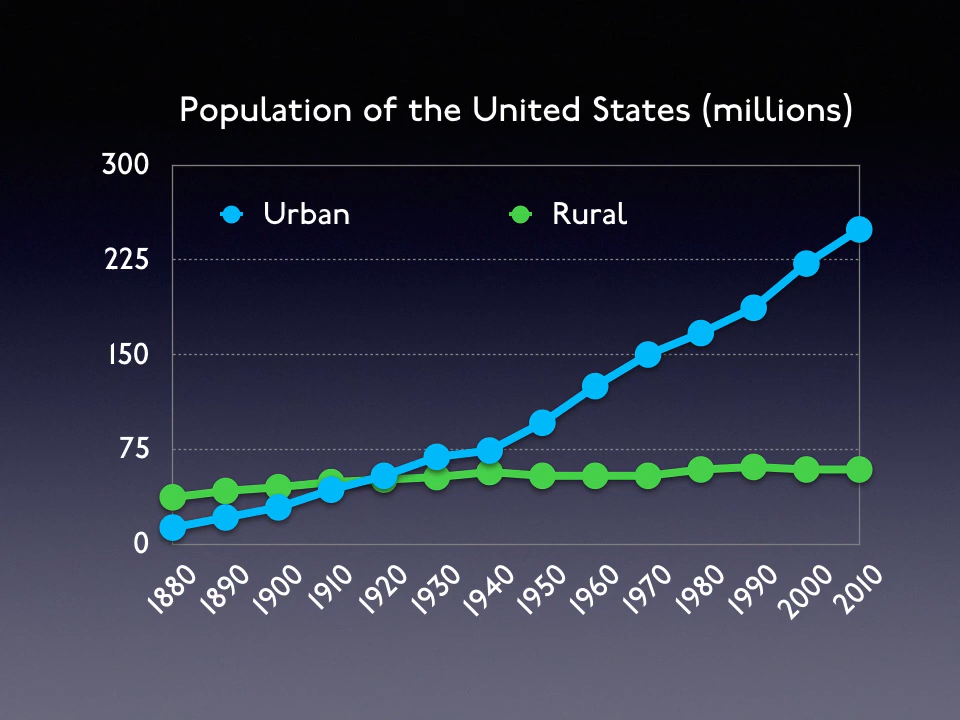 Population of the United States (millions)
300
Urban Rural
225
150
75
0
1880 1890 1900 1910 1920 1930 1940 1950 1960 1970 1980 1990 2000 2010